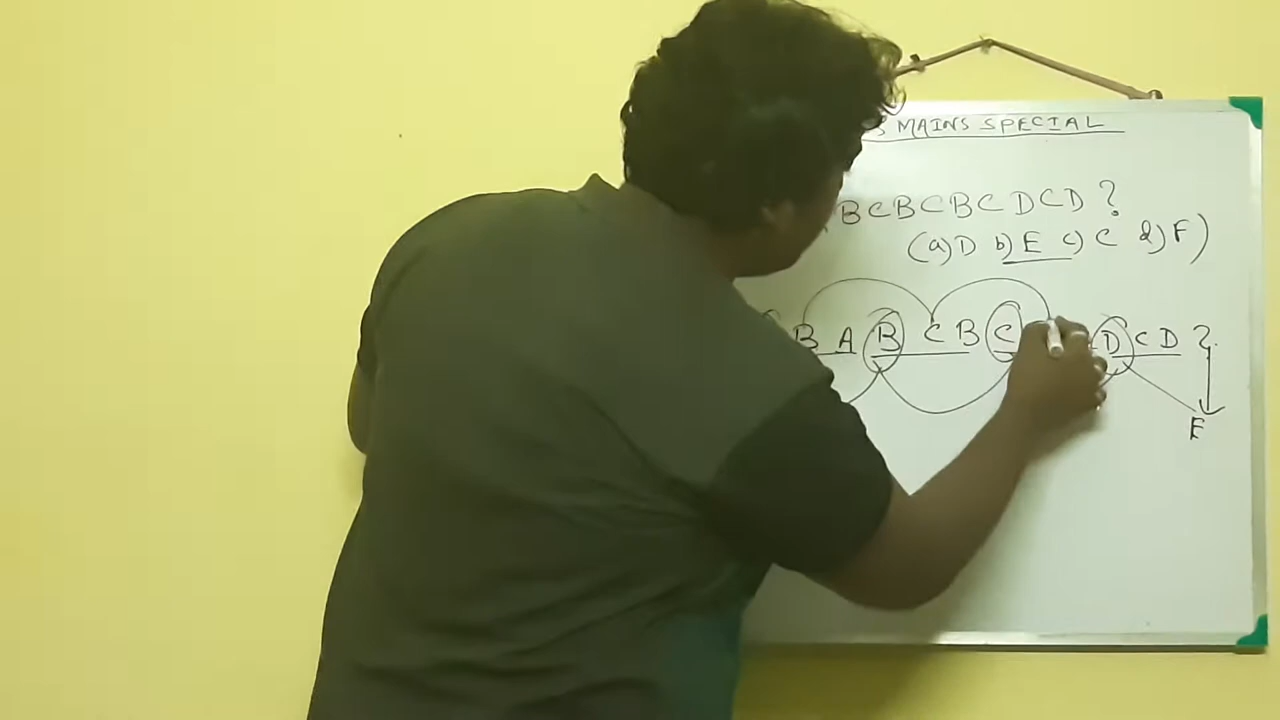 MAINS SPECIAL
BCBCBCDCD?
(a)D b)E c)C d)F)
B A B C B C D C D ?
E